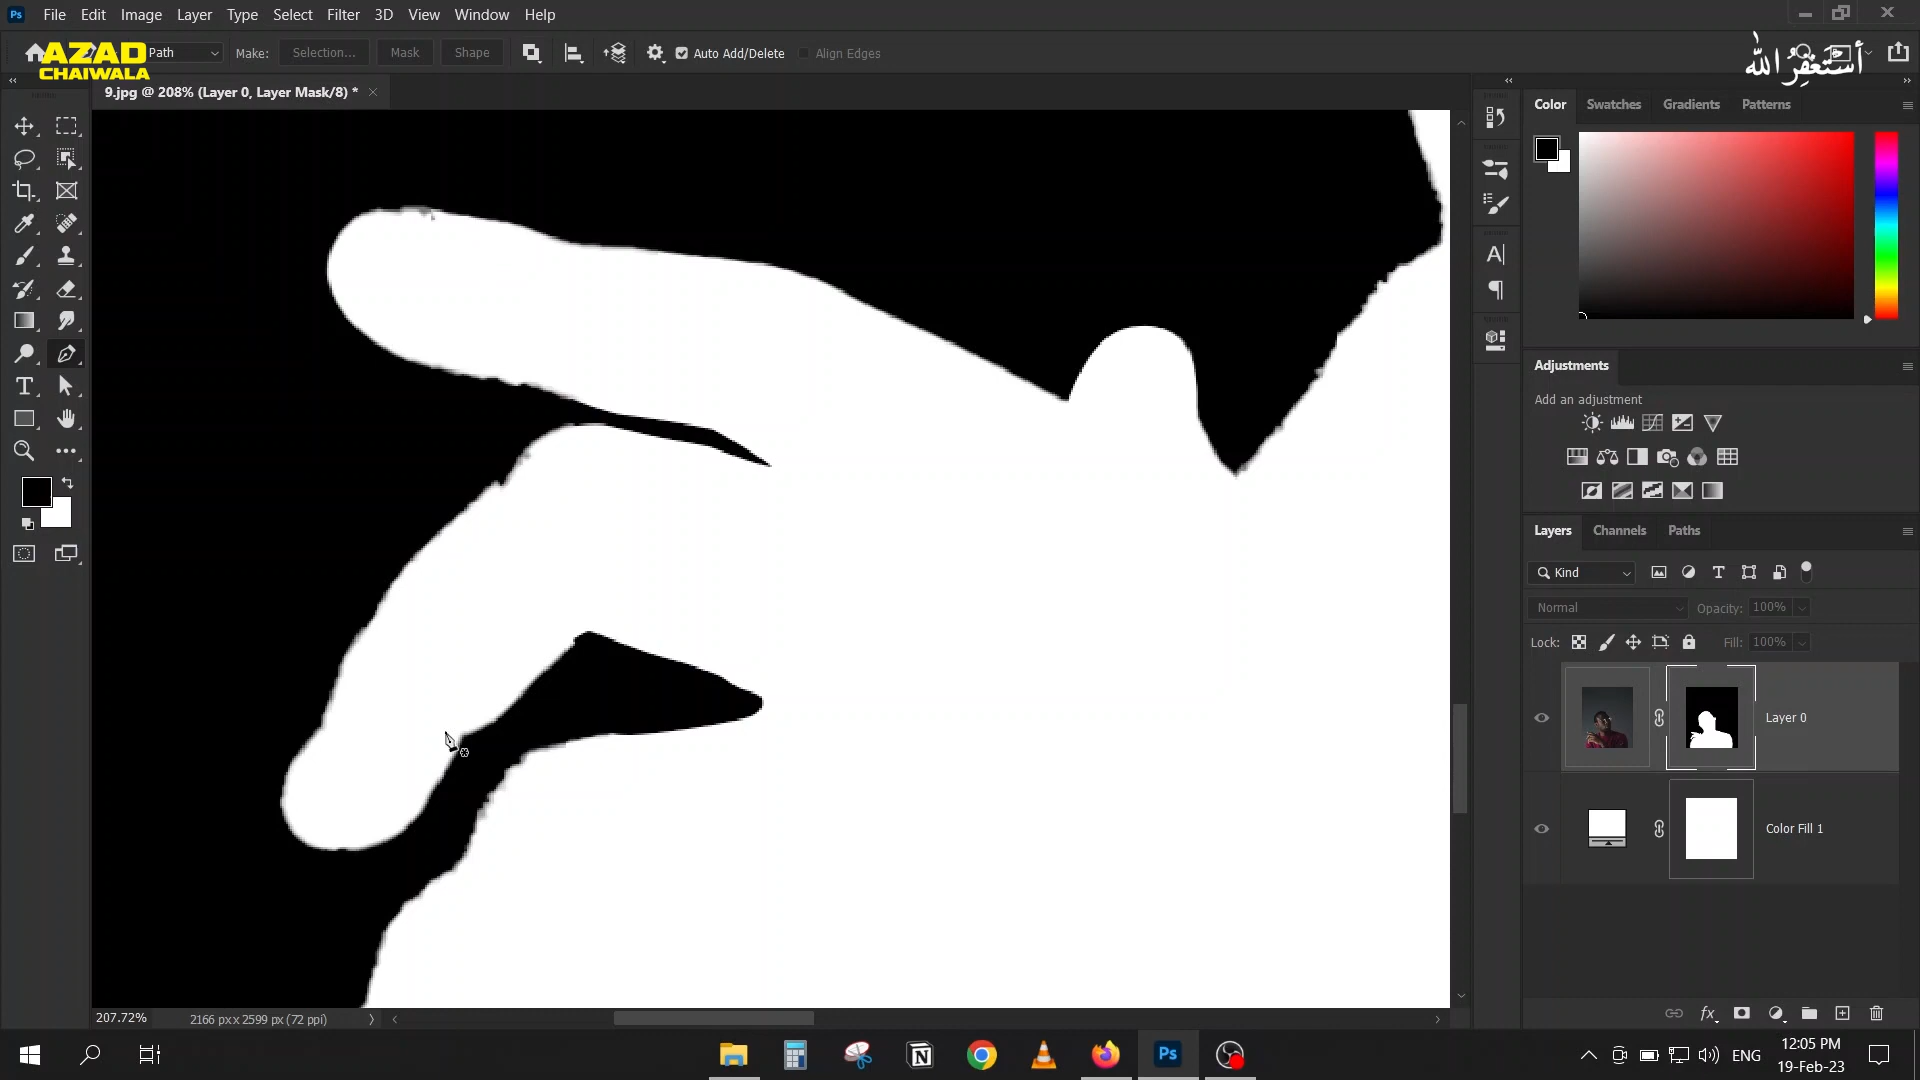 Ps File Edit Image Layer Type Select Filter 3D View Window Help
AZAD
CHAIWALA
Path Make: Selection... Mask Shape Auto Add/Delete Align Edges
أستغفر الله
9.jpg @ 208% (Layer 0, Layer Mask/8) *
Color Swatches Gradients Patterns
Adjustments
Add an adjustment
Layers Channels Paths
Kind
Normal Opacity: 100%
Lock: Fill: 100%
Layer 0
Color Fill 1
207.72% 2166 px x 2599 px (72 ppi)
Ps ENG 12:05 PM
19-Feb-23